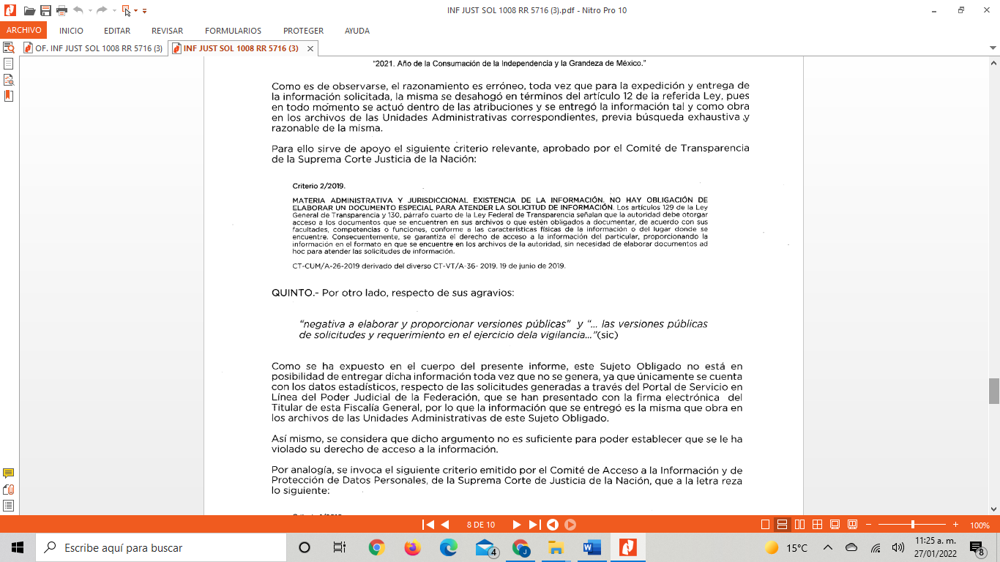 INF JUST SOL 1008 RR 5716 (3).pdf - Nitro Pro 10
ARCHIVO INICIO EDITAR REVISAR FORMULARIOS PROTEGER AYUDA
OF. INF JUST SOL 1008 RR 5716 (3) INF JUST SOL 1008 RR 5716 (3)
"2021. Año de la Consumación de la Independencia y la Grandeza de México."
Como es de observarse, el razonamiento es erróneo, toda vez que para la expedición y entrega de
la información solicitada, la misma se desahogó en términos del artículo 12 de la referida Ley, pues
en todo momento se actuó dentro de las atribuciones y se entregó la información tal y como obra
en los archivos de las Unidades Administrativas correspondientes, previa búsqueda exhaustiva y
razonable de la misma.
Para ello sirve de apoyo el siguiente criterio relevante, aprobado por el Comité de Transparencia
de la Suprema Corte Justicia de la Nación:
Criterio 2/2019.
MATERIA ADMINISTRATIVA Y JURISDICCIONAL EXISTENCIA DE LA INFORMACIÓN. NO HAY OBLIGACIÓN DE
ELABORAR UN DOCUMENTO ESPECIAL PARA ATENDER LA SOLICITUD DE INFORMACIÓN. Los artículos 129 de la Ley
General de Transparencia y 130, párrafo cuarto de la Ley Federal de Transparencia señalan que la autoridad debe otorgar
acceso a los documentos que se encuentren en sus archivos o que estén obligados a documentar, de acuerdo con sus
facultades, competencias o funciones, conforme a las características físicas de la información o del lugar donde se
encuentre. Consecuentemente, se garantiza el derecho de acceso a la información del particular, proporcionando la
información en el formato en que se encuentre en los archivos de la autoridad, sin necesidad de elaborar documentos ad
hoc para atender las solicitudes de información.
CT-CUM/A-26-2019 derivado del diverso CT-VT/A-36- 2019. 19 de junio de 2019.
QUINTO.- Por otro lado, respecto de sus agravios:
"negativa a elaborar y proporcionar versiones públicas" y "... las versiones públicas
de solicitudes y requerimiento en el ejercicio dela vigilancia..."(sic)
Como se ha expuesto en el cuerpo del presente informe, este Sujeto Obligado no está en
posibilidad de entregar dicha información toda vez que no se genera, ya que únicamente se cuenta
con los datos estadísticos, respecto de las solicitudes generadas a través del Portal de Servicio en
Línea del Poder Judicial de la Federación, que se han presentado con la firma electrónica del
Titular de esta Fiscalía General, por lo que la información que se entregó es la misma que obra en
los archivos de las Unidades Administrativas de este Sujeto Obligado.
Así mismo, se considera que dicho argumento no es suficiente para poder establecer que se le ha
violado su derecho de acceso a la información.
Por analogía, se invoca el siguiente criterio emitido por el Comité de Acceso a la Información y de
Protección de Datos Personales, de la Suprema Corte de Justicia de la Nación, que a la letra reza
lo siguiente:
8 DE 10
100%
Escribe aquí para buscar
4
J
15°C
11:25 a. m.
27/01/2022
8